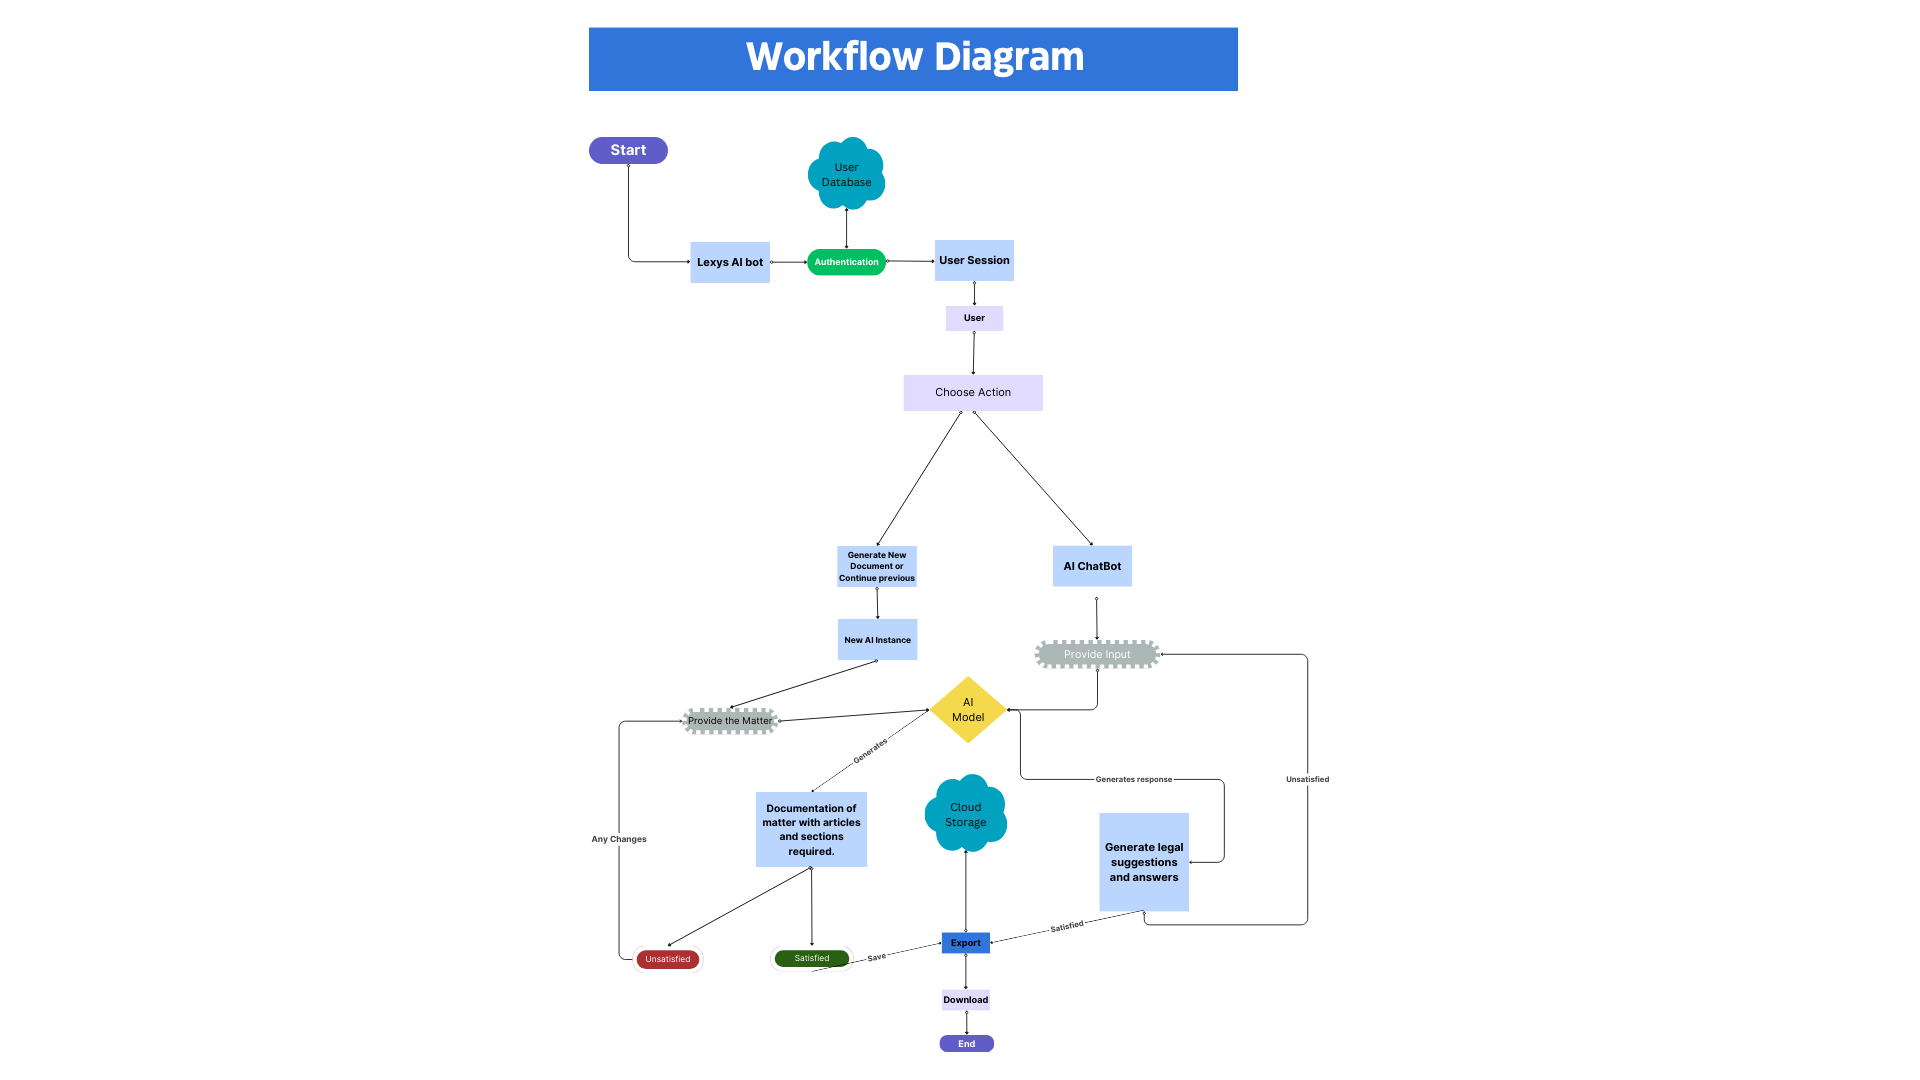 Workflow Diagram
Start
User
Database
Lexys AI bot
Authentication
User Session
User
Choose Action
Generate New
Document or
Continue previous
AI ChatBot
New AI Instance
Provide Input
AI
Model
Provide the Matter
Generates
Generates response
Unsatisfied
Documentation of
matter with articles
and sections
required.
Cloud
Storage
Any Changes
Generate legal
suggestions
and answers
Satisfied
Export
Unsatisfied
Satisfied
Save
Download
End